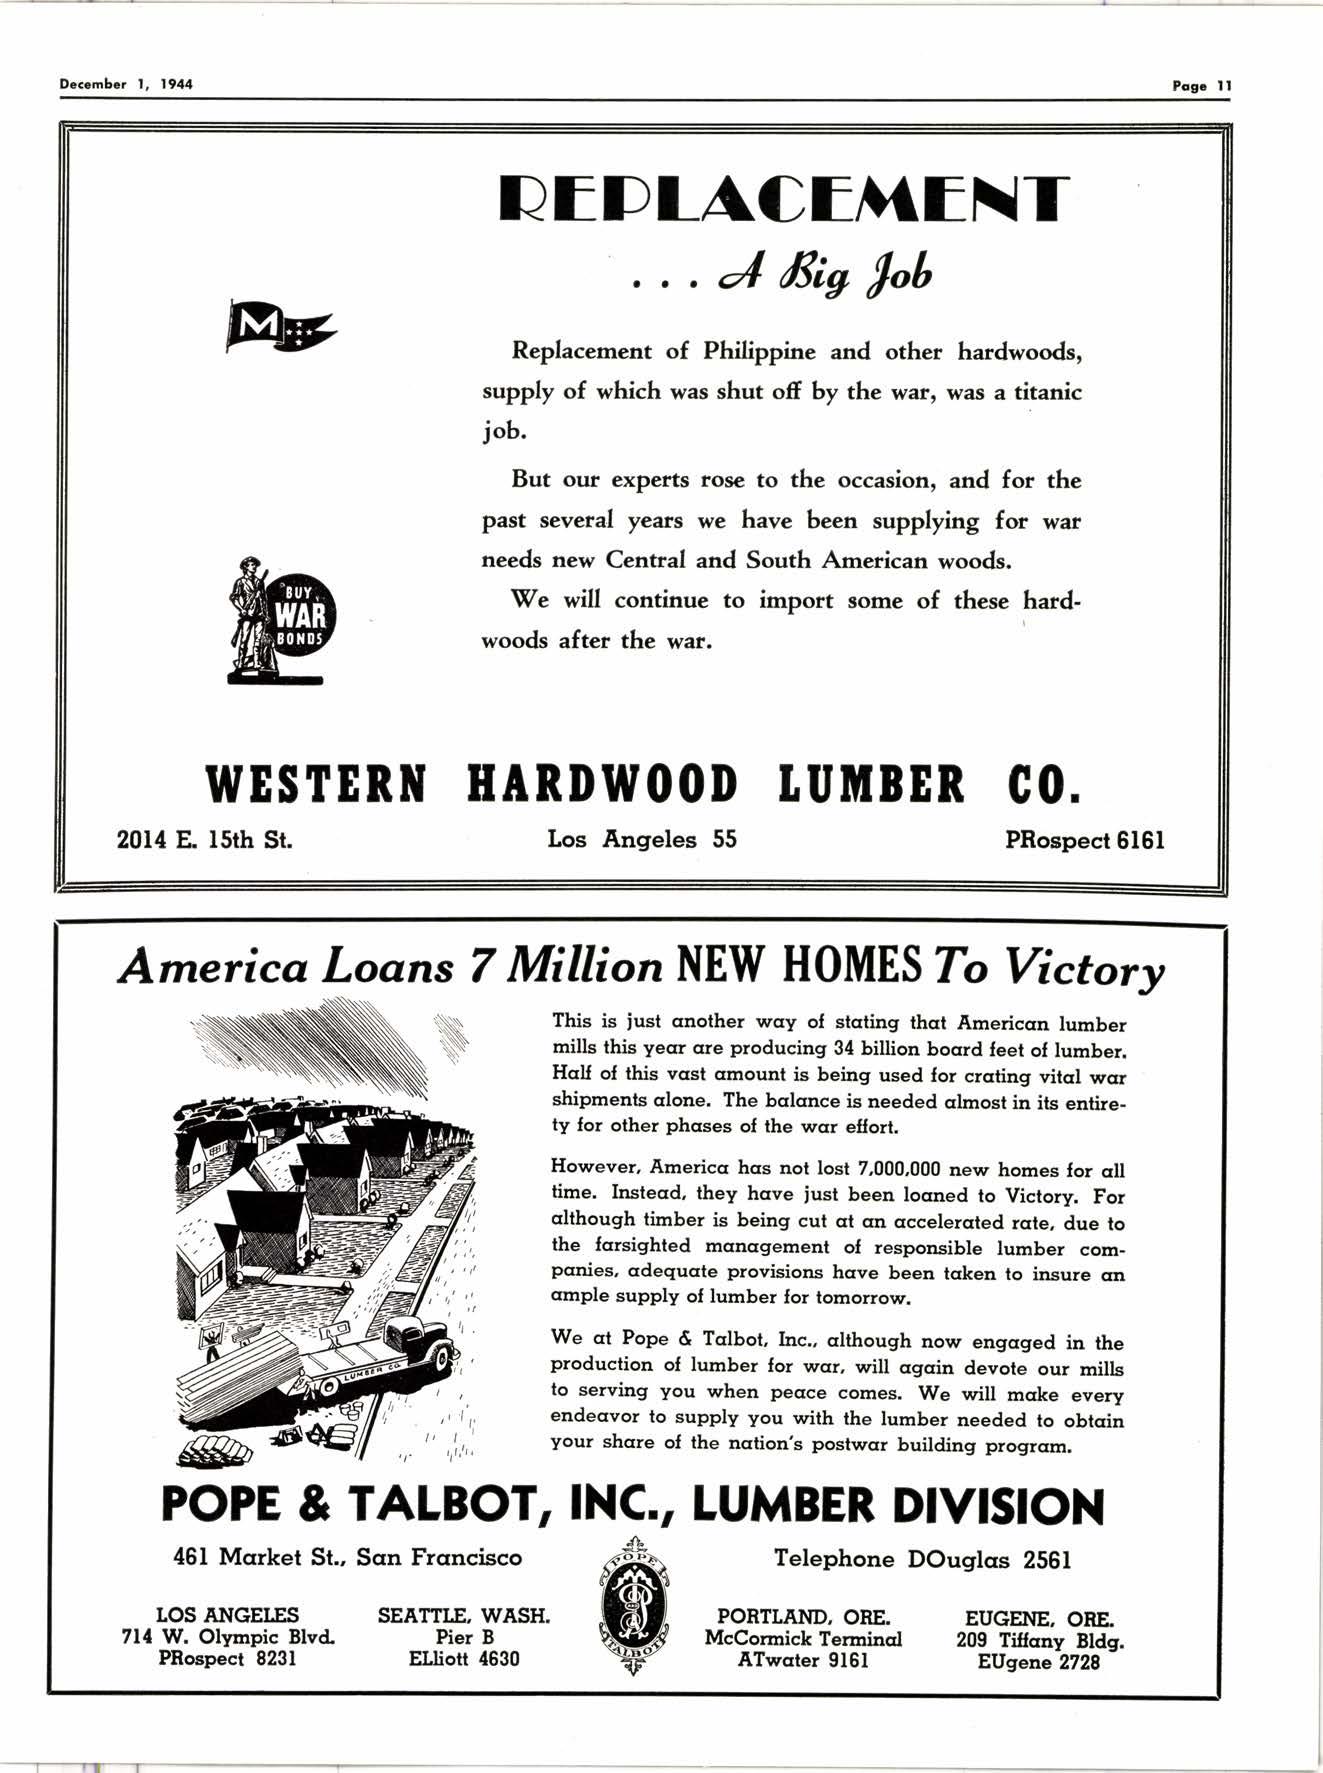 December 1, 1944
Page 11
REPLACEMENT
. . . A Big Job
M
Replacement of Philippine and other hardwoods,
supply of which was shut off by the war, was a titanic
job.
But our experts rose to the occasion, and for the
past several years we have been supplying for war
needs new Central and South American woods.
We will continue to import some of these hard-
woods after the war.
BUY
WAR
BONDS
WESTERN HARDWOOD LUMBER CO.
2014 E. 15th St.
Los Angeles 55
PRospect 6161
America Loans 7 Million NEW HOMES To Victory
This is just another way of stating that American lumber
mills this year are producing 34 billion board feet of lumber.
Half of this vast amount is being used for crating vital war
shipments alone. The balance is needed almost in its entire-
ty for other phases of the war effort.
However, America has not lost 7,000,000 new homes for all
time. Instead, they have just been loaned to Victory. For
although timber is being cut at an accelerated rate, due to
the farsighted management of responsible lumber com-
panies, adequate provisions have been taken to insure an
ample supply of lumber for tomorrow.
We at Pope & Talbot, Inc., although now engaged in the
production of lumber for war, will again devote our mills
to serving you when peace comes. We will make every
endeavor to supply you with the lumber needed to obtain
your share of the nation's postwar building program.
LUMBER CO.
POPE & TALBOT, INC., LUMBER DIVISION
461 Market St., San Francisco
Telephone DOuglas 2561
POPE
AND
TALBOT
LOS ANGELES
714 W. Olympic Blvd.
PRospect 8231
SEATTLE, WASH.
Pier B
ELliott 4630
PORTLAND, ORE.
McCormick Terminal
ATwater 9161
EUGENE, ORE.
209 Tiffany Bldg.
EUgene 2728